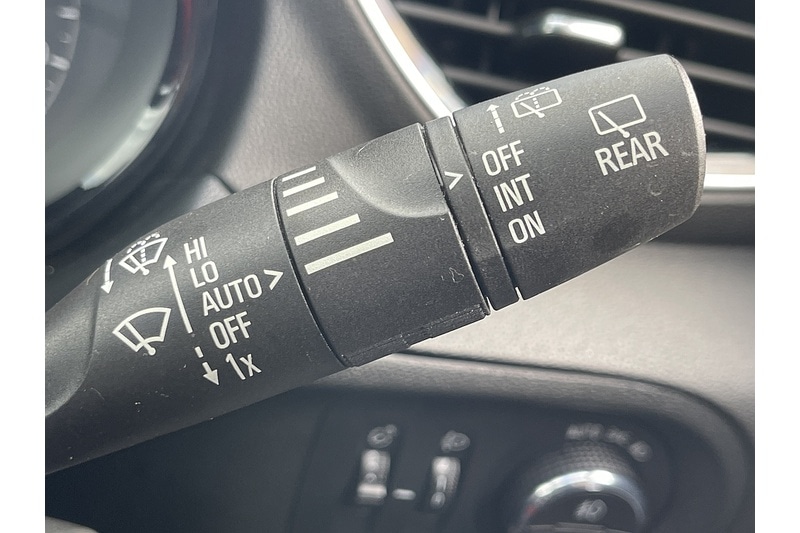 HI
LO
AUTO
OFF
1x
OFF
INT
ON
REAR